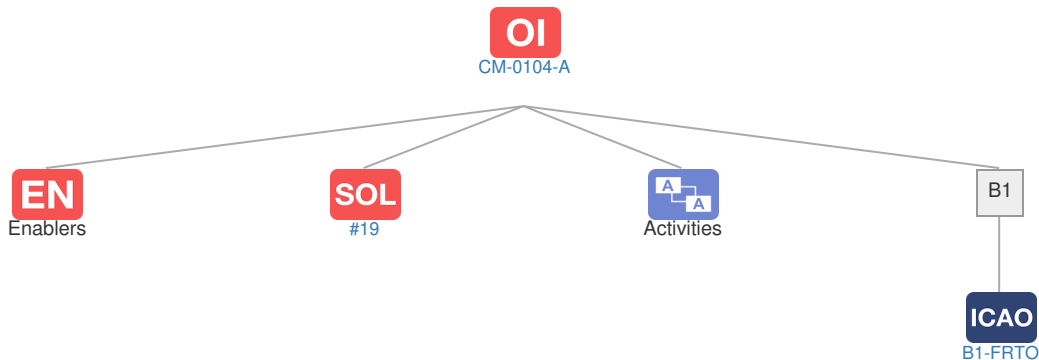 OI
CM-0104-A
EN
Enablers
SOL
#19
A
A
Activities
B1
ICAO
B1-FRTO